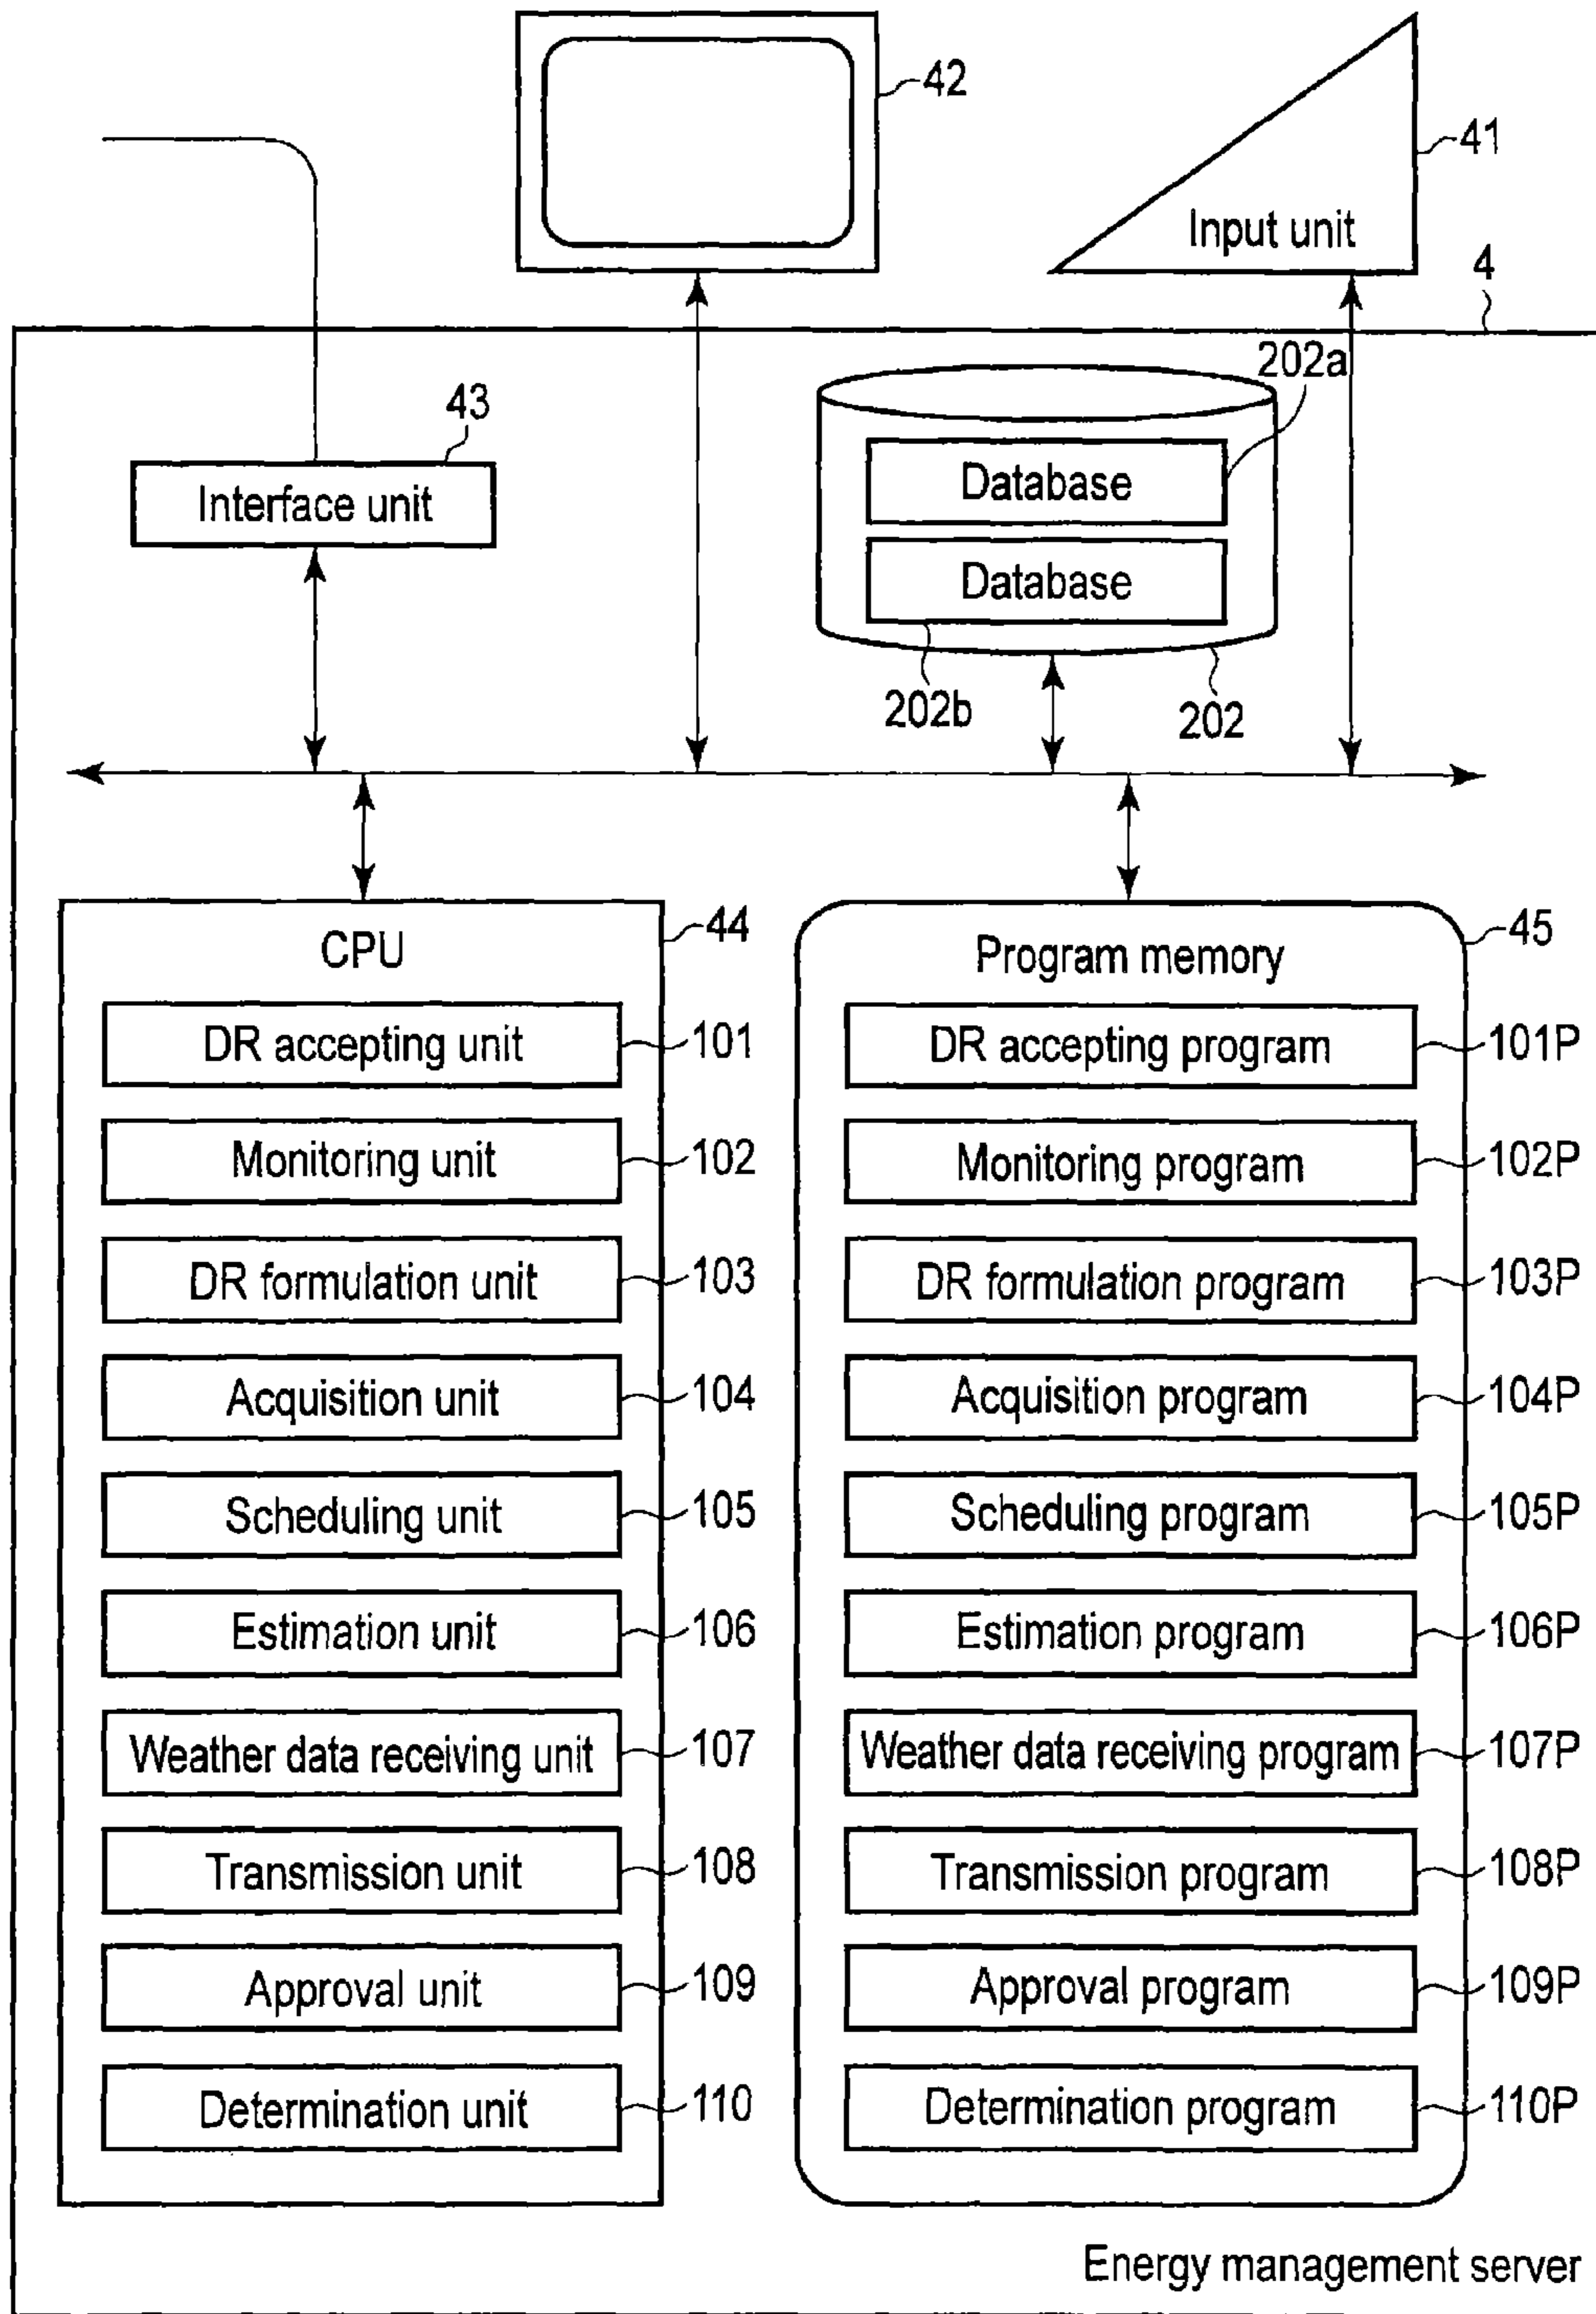 42
41
Input unit
4
202a
43
Interface unit
Database
Database
202b
202
CPU
44
Program memory
45
DR accepting unit
101
DR accepting program
101P
Monitoring unit
102
Monitoring program
102P
DR formulation unit
103
DR formulation program
103P
Acquisition unit
104
Acquisition program
104P
Scheduling unit
105
Scheduling program
105P
Estimation unit
106
Estimation program
106P
Weather data receiving unit
107
Weather data receiving program
107P
Transmission unit
108
Transmission program
108P
Approval unit
109
Approval program
109P
Determination unit
110
Determination program
110P
Energy management server